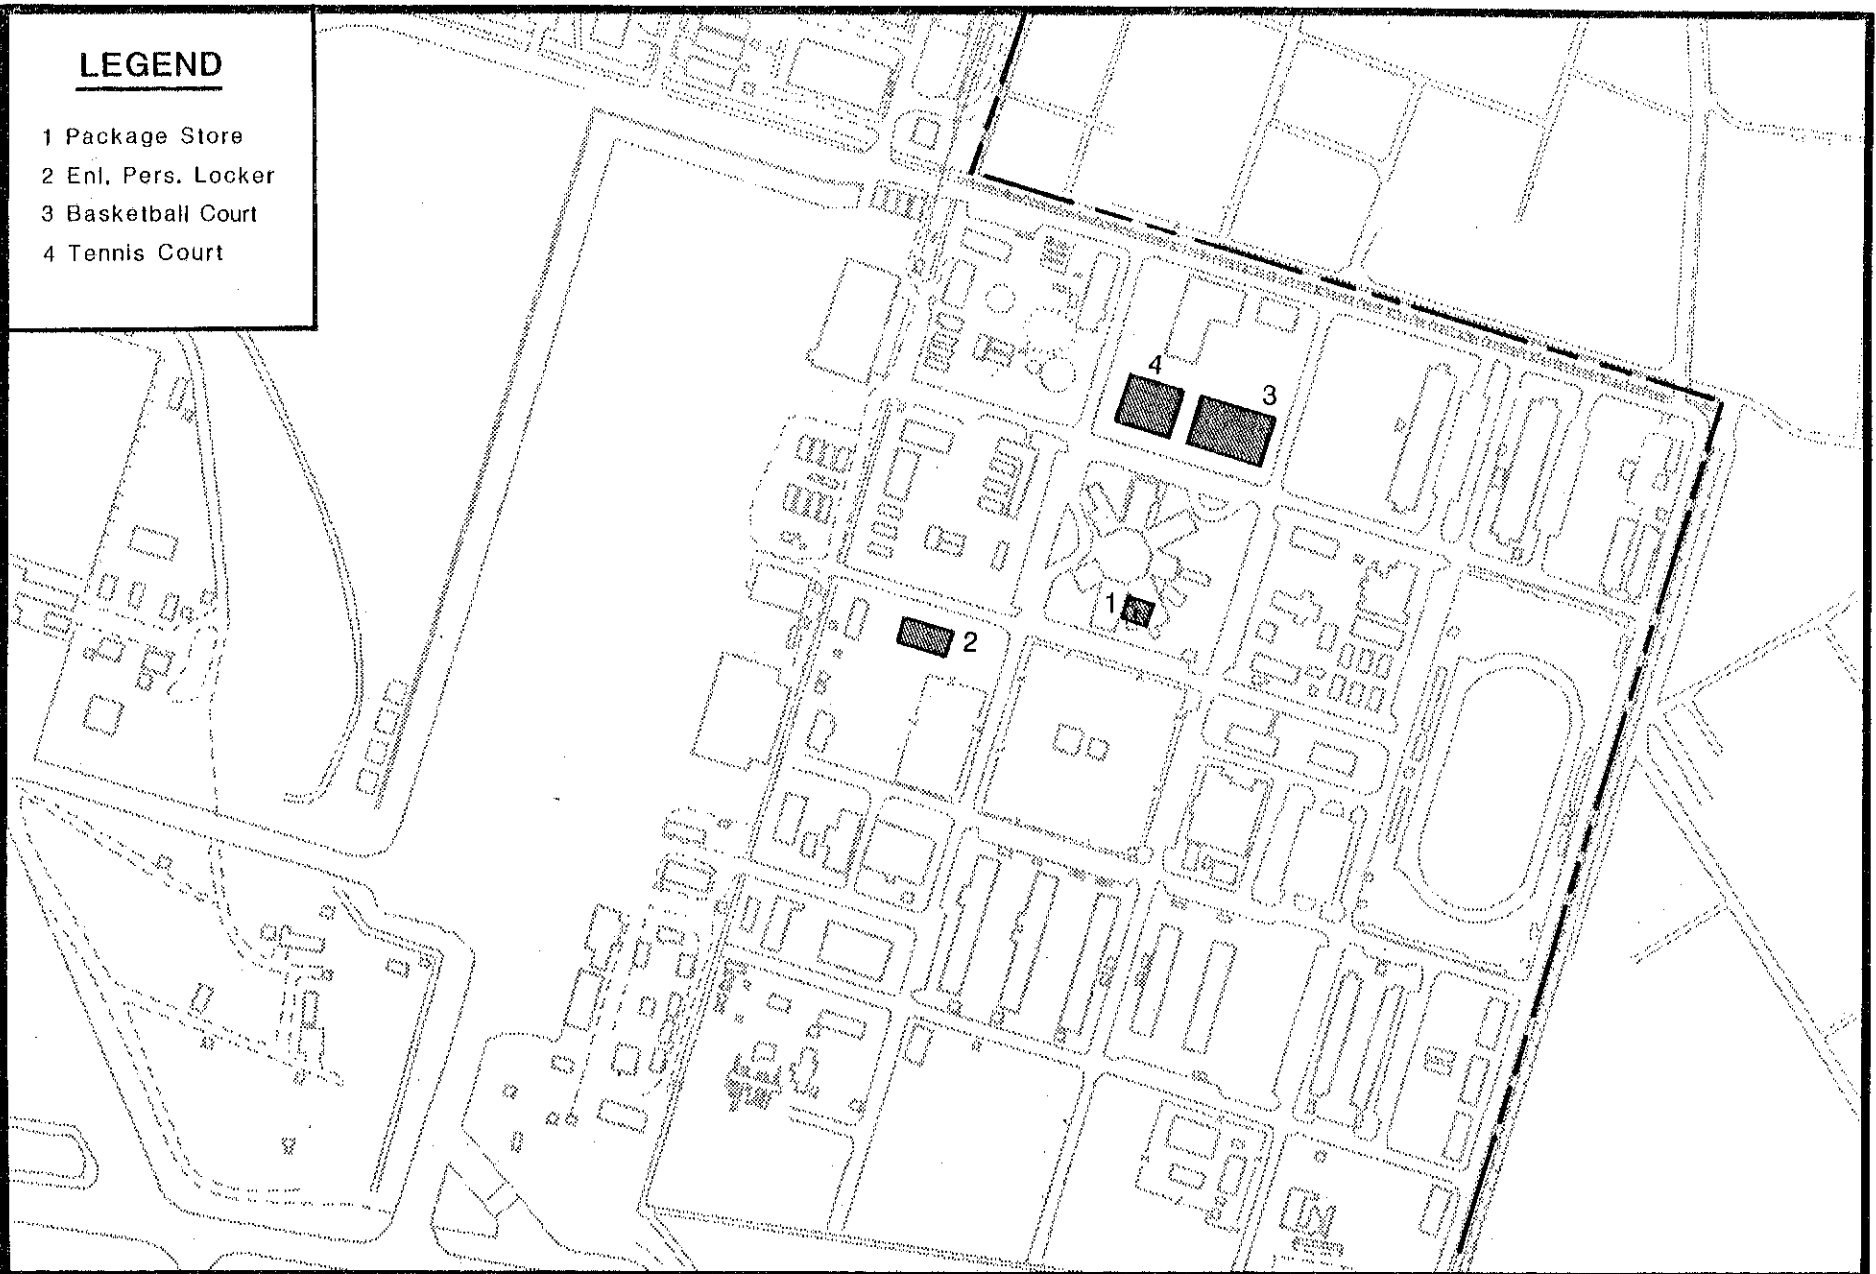 LEGEND
1 Package Store
2 Enl. Pers. Locker
3 Basketball Court
4 Tennis Court
4
3
1
2